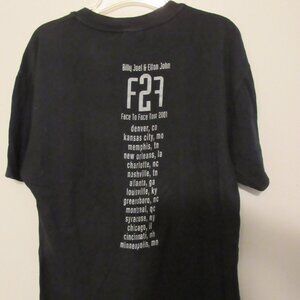 Billy Joel & Elton John
F2F
Face To Face Tour 2001
denver, co
kansas city, mo
memphis, tn
new orleans, la
charlotte, nc
nashville, tn
atlanta, ga
louisville, ky
greensboro, nc
montreal, qc
syracuse, ny
chicago, il
cincinnati, oh
minneapolis, mn